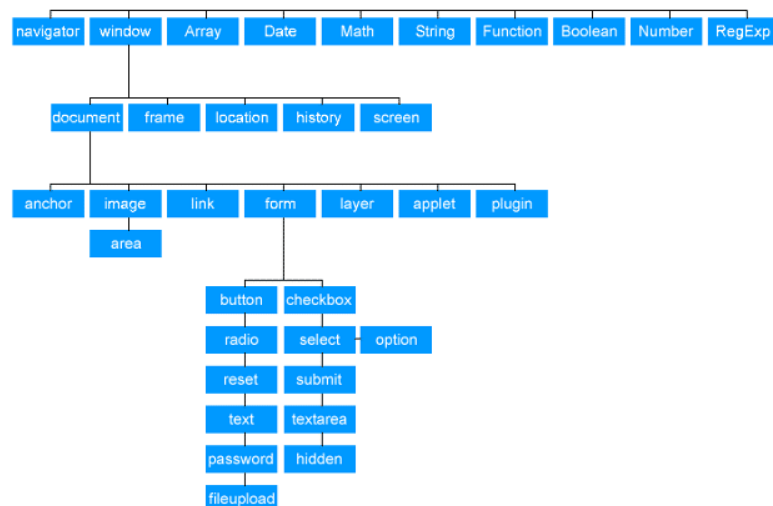 navigator window Array Date Math String Function Boolean Number RegExp
document frame location history screen
anchor image link form layer applet plugin
area
button checkbox
radio select option
reset submit
text textarea
password hidden
fileupload